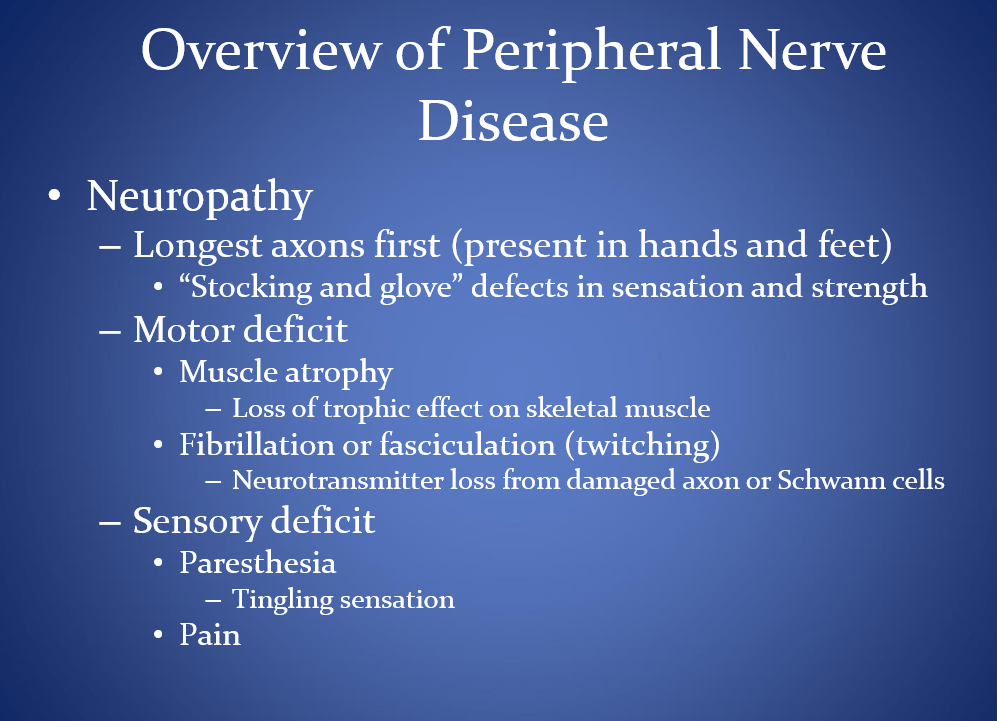 Overview of Peripheral Nerve
Disease
• Neuropathy
– Longest axons first (present in hands and feet)
• “Stocking and glove” defects in sensation and strength
– Motor deficit
• Muscle atrophy
– Loss of trophic effect on skeletal muscle
• Fibrillation or fasciculation (twitching)
– Neurotransmitter loss from damaged axon or Schwann cells
– Sensory deficit
• Paresthesia
– Tingling sensation
• Pain